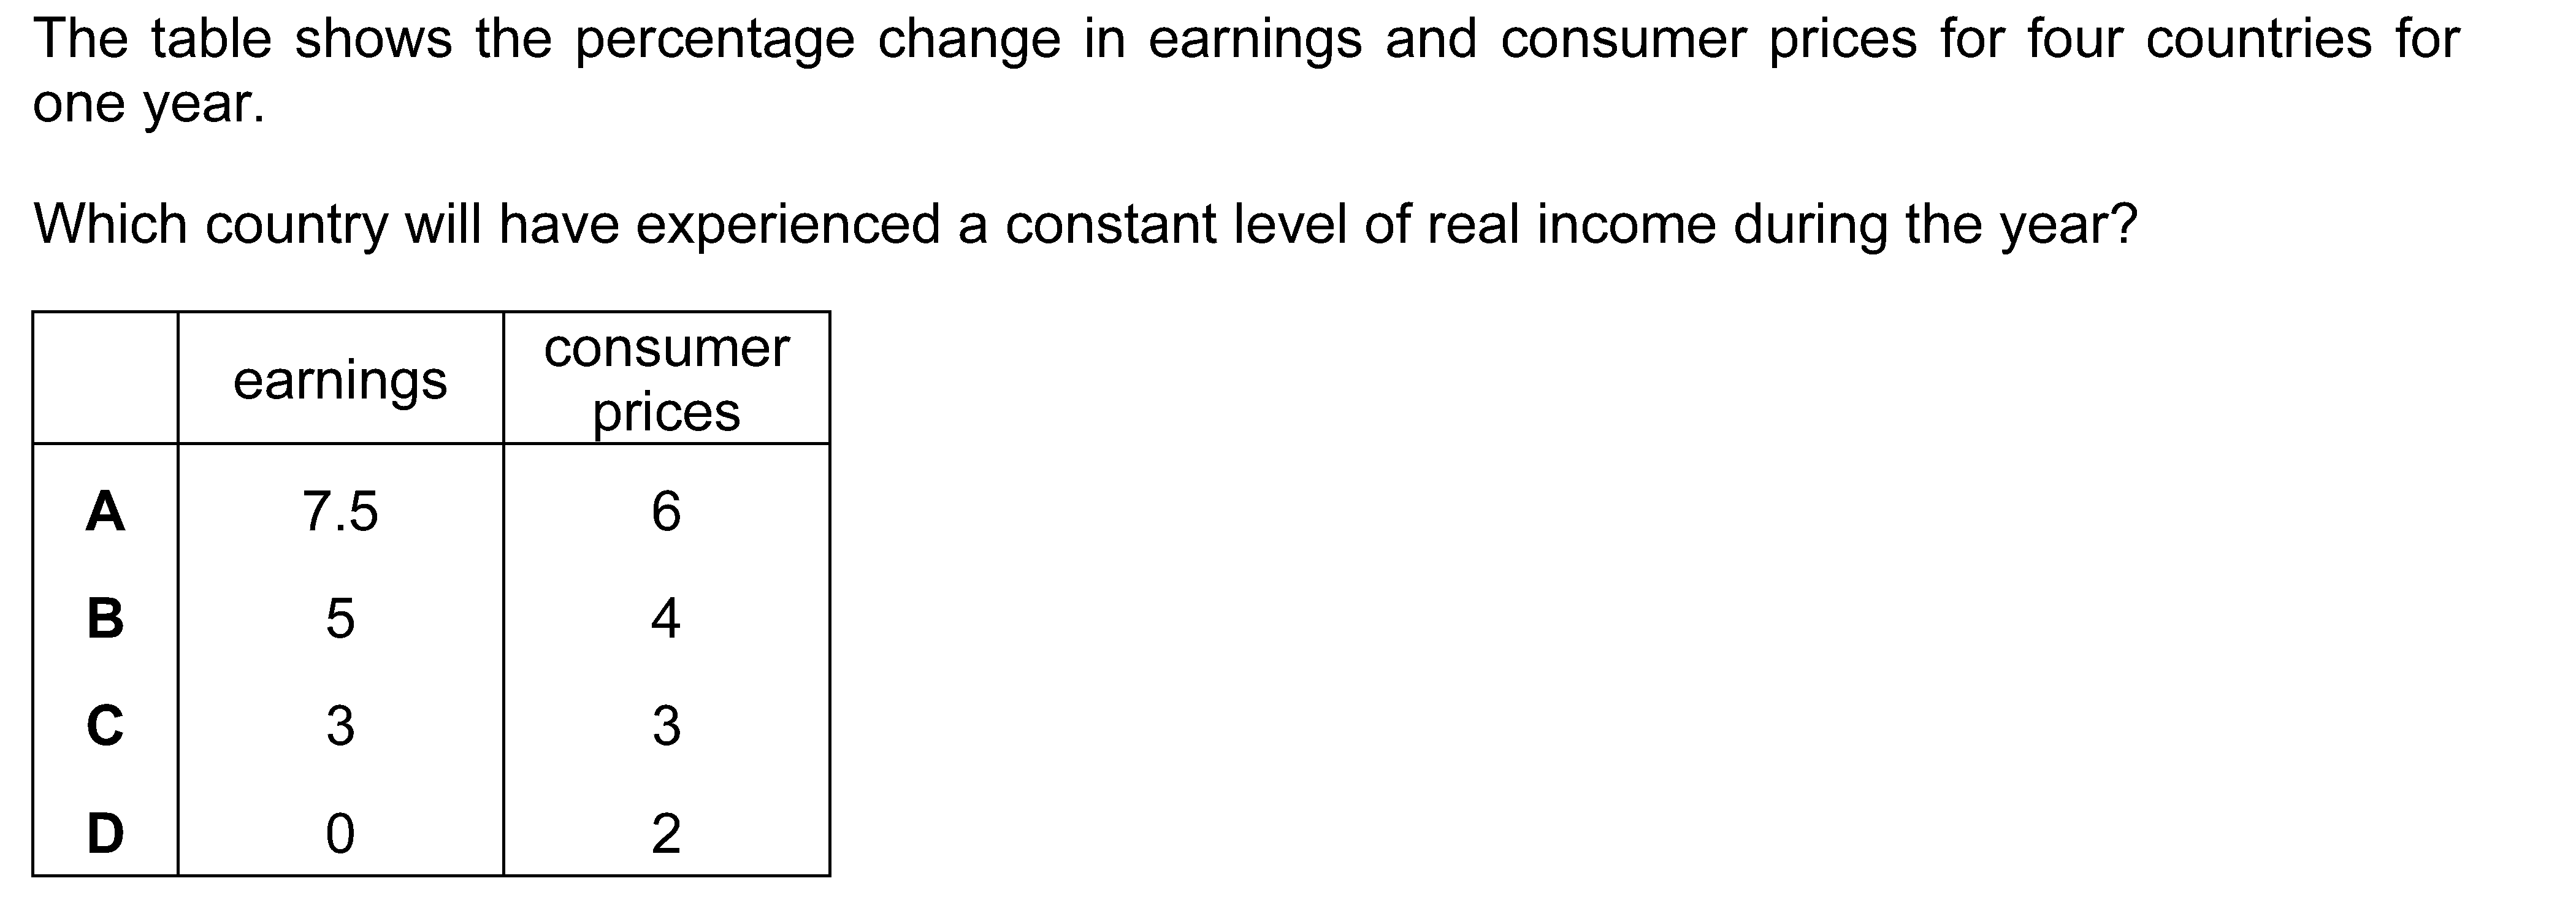 The table shows the percentage change in earnings and consumer prices for four countries for
one year.
Which country will have experienced a constant level of real income during the year?
earnings consumer
prices
A 7.5 6
B 5 4
C 3 3
D 0 2